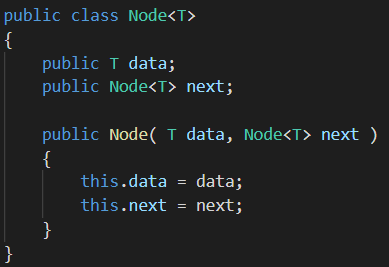 public class Node<T>
{
    public T data;
    public Node<T> next;

    public Node( T data, Node<T> next )
    {
        this.data = data;
        this.next = next;
    }
}